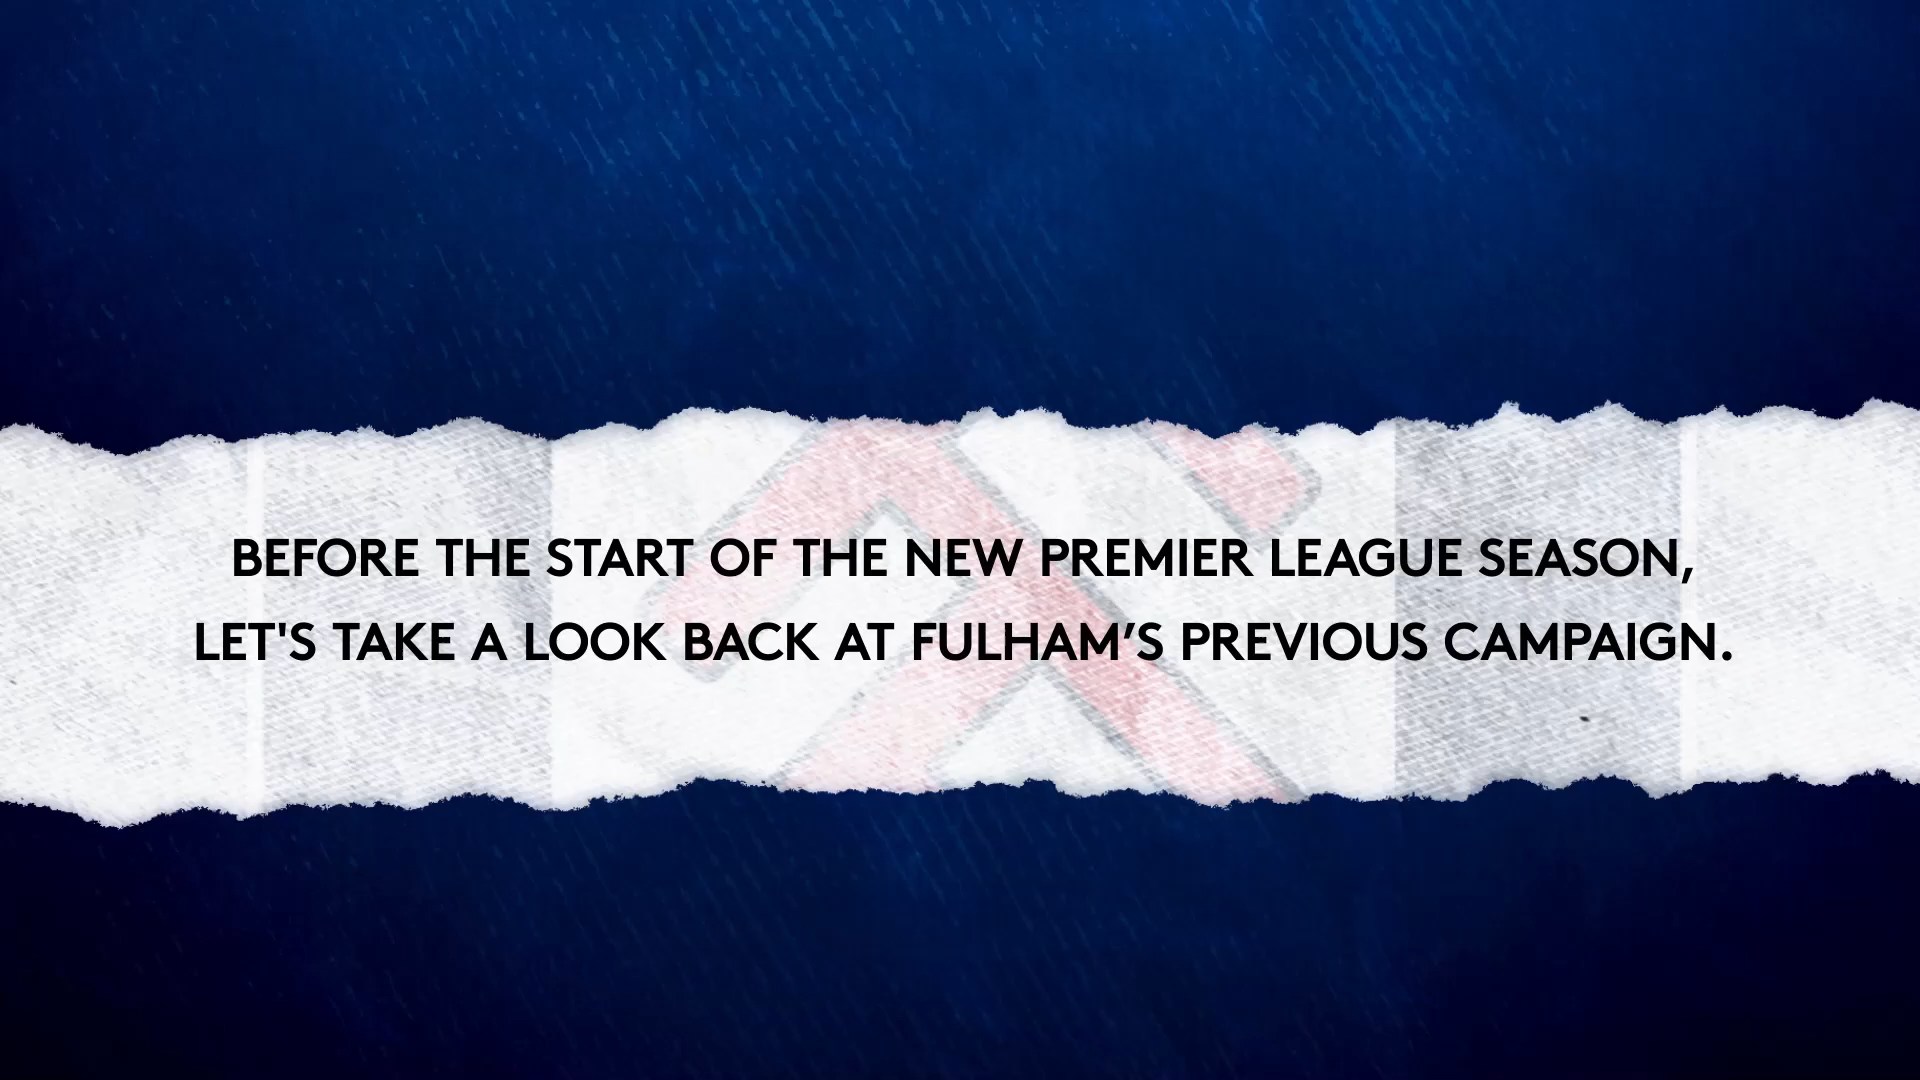 BEFORE THE START OF THE NEW PREMIER LEAGUE SEASON,
LET'S TAKE A LOOK BACK AT FULHAM’S PREVIOUS CAMPAIGN.